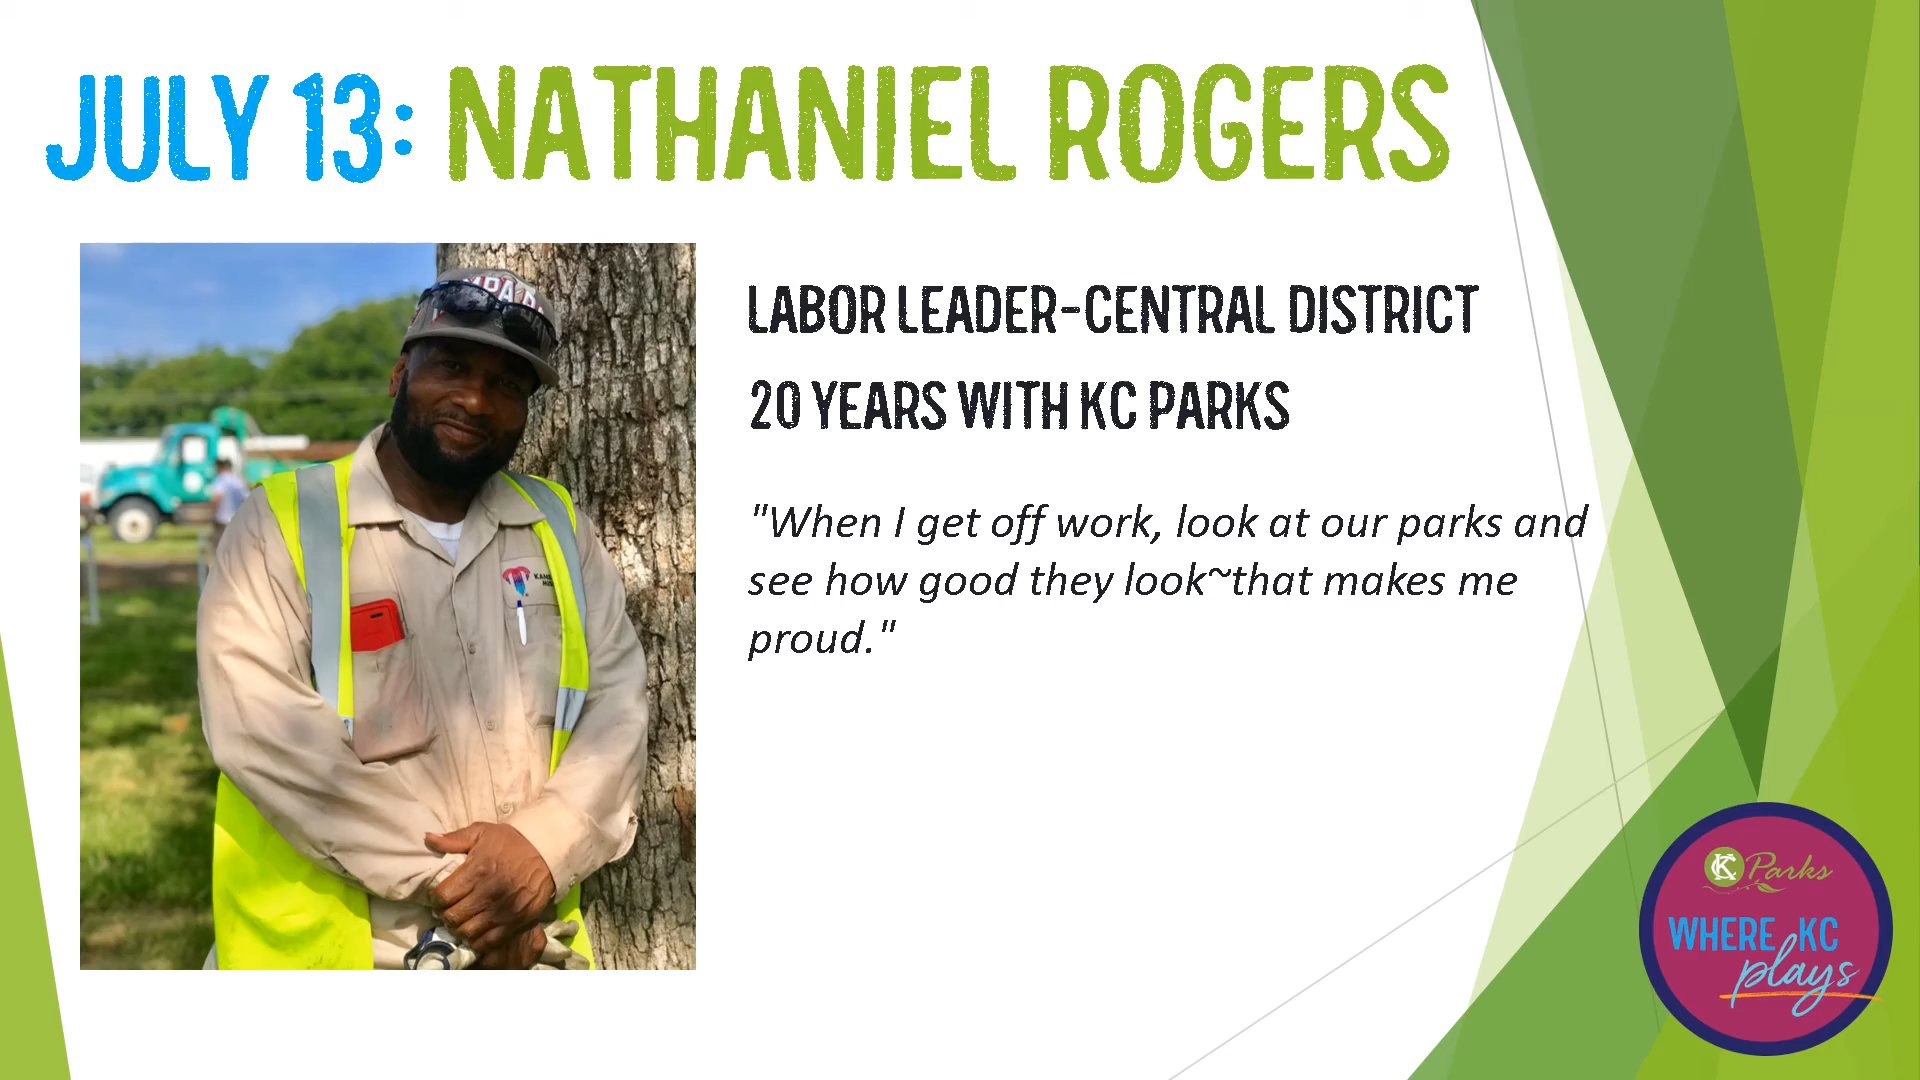 JULY 13: NATHANIEL ROGERS
LABOR LEADER-CENTRAL DISTRICT
20 YEARS WITH KC PARKS
"When I get off work, look at our parks and
see how good they look~that makes me
proud."
KC Parks
WHERE KC
plays